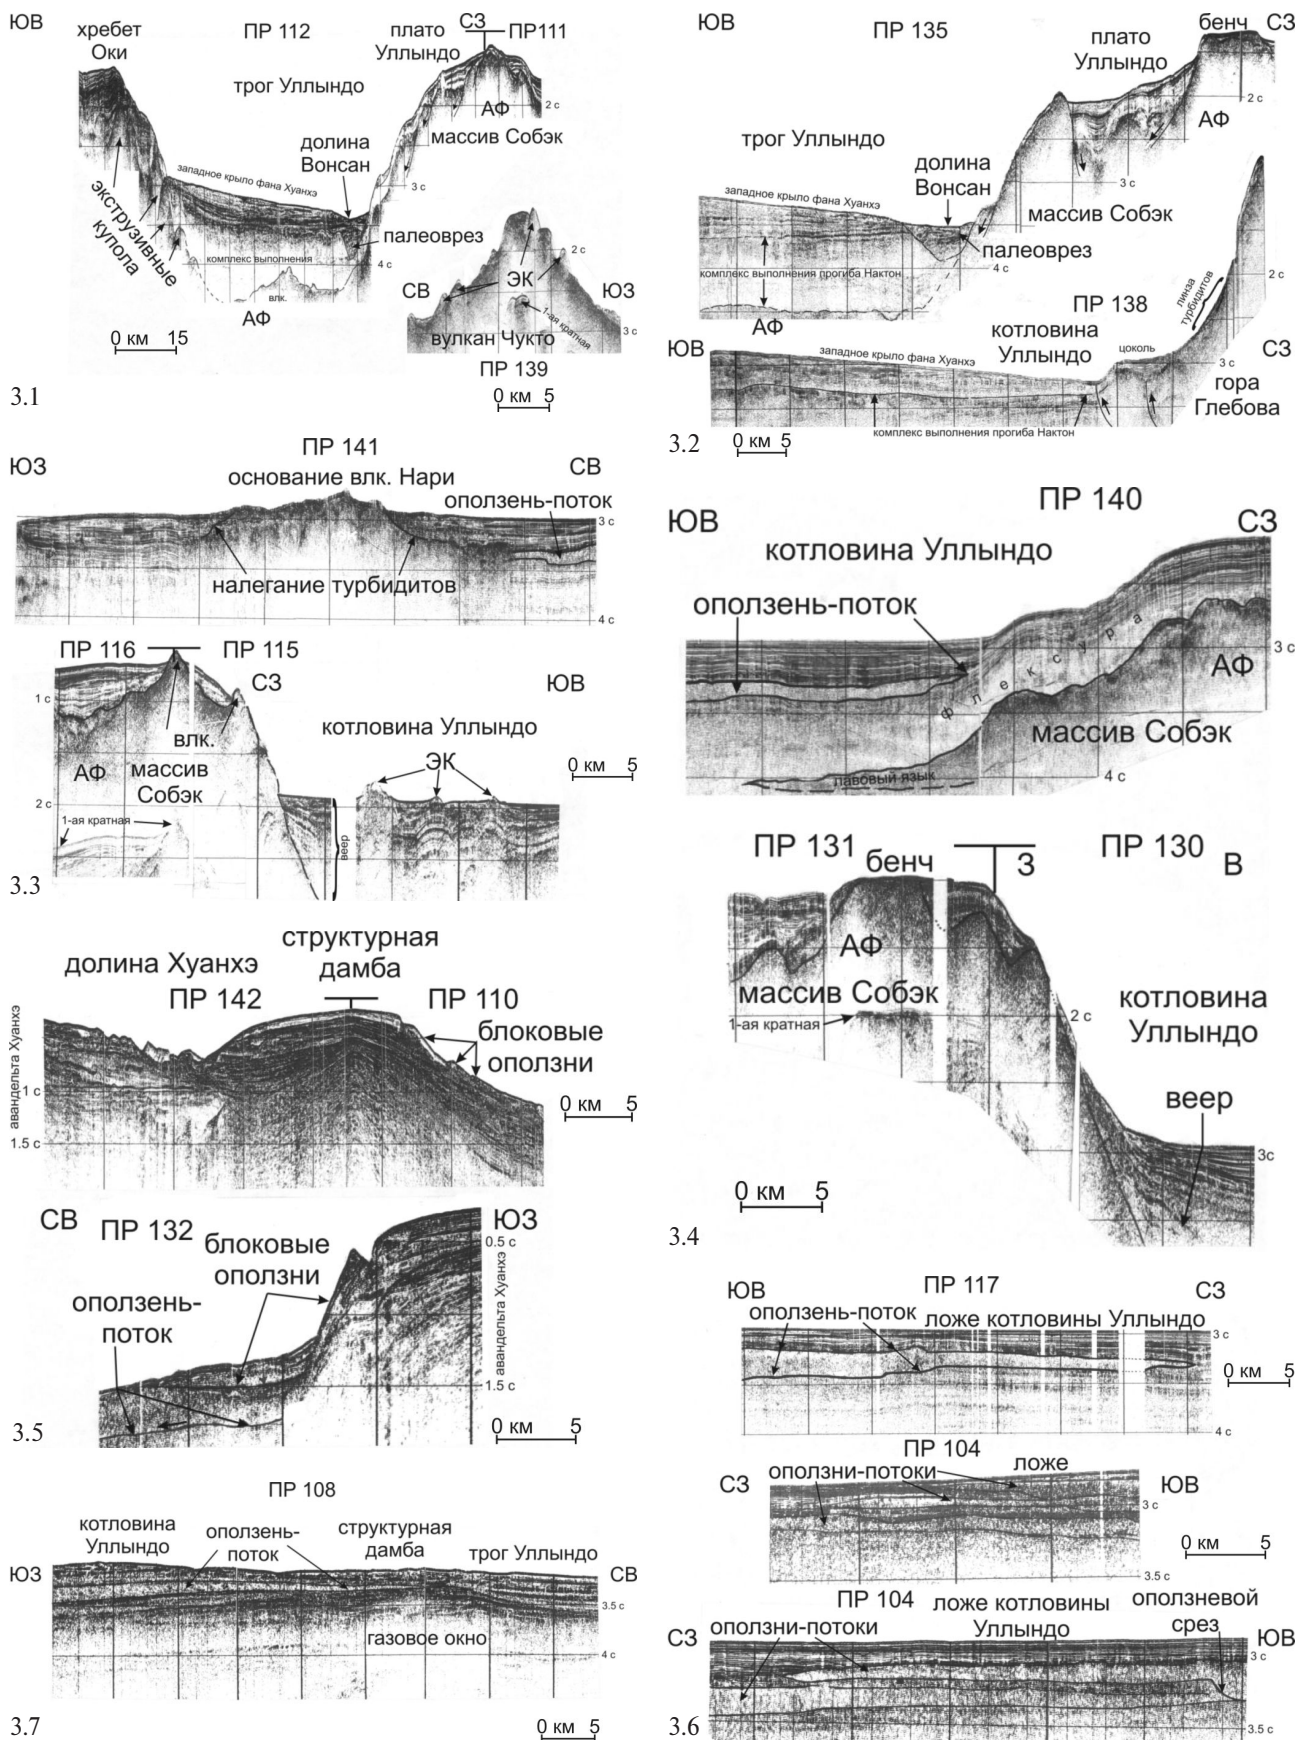 ЮВ
хребет
Оки
ПР 112
плато
Уллындо
СЗ
ПР111
трог Уллындо
2 с
АФ
массив Собэк
долина
Вонсан
западное крыло фана Хуанхэ
3 с
экструзивные
купола
палеоврез
комплекс выполнения
4 с
влк.
АФ
0 км 15
2 с
ЭК
СВ
ЮЗ
1-ая кратная
3 с
вулкан Чукто
ПР 139
0 км 5
3.1
ЮВ
ПР 135
бенч
СЗ
плато
Уллындо
2 с
АФ
трог Уллындо
долина
Вонсан
3 с
западное крыло фана Хуанхэ
массив Собэк
палеоврез
4 с
комплекс выполнения прогиба Нактон
АФ
2 с
линза
турбидитов
ПР 138
котловина
Уллындо
ЮВ
западное крыло фана Хуанхэ
цоколь
СЗ
3 с
гора
Глебова
комплекс выполнения прогиба Нактон
3.2
0 км 5
ПР 141
ЮЗ
основание влк. Нари
СВ
оползень-поток
3 с
налегание турбидитов
4 с
ПР 116
ПР 115
СЗ
ЮВ
1 с
влк.
котловина Уллындо
АФ
массив
Собэк
ЭК
0 км 5
2 с
1-ая кратная
веер
3.3
ПР 140
ЮВ
СЗ
котловина Уллындо
оползень-поток
флексура
3 с
АФ
массив Собэк
лавовый язык
4 с
ПР 131
бенч
З
ПР 130
В
АФ
массив Собэк
1-ая кратная
2 с
котловина
Уллындо
веер
3с
0 км 5
3.4
структурная
дамба
долина Хуанхэ
ПР 142
ПР 110
блоковые
оползни
авандельта Хуанхэ
1 с
0 км 5
1.5 с
СВ
ПР 132
ЮЗ
блоковые
оползни
0.5 с
авандельта Хуанхэ
оползень-
поток
1.5 с
0 км 5
3.5
ПР 117
ЮВ
СЗ
оползень-поток
ложе котловины Уллындо
3 с
0 км 5
4 с
ПР 104
СЗ
оползни-потоки
ложе
ЮВ
3 с
0 км 5
3.5 с
ПР 104
ложе котловины
Уллындо
оползневой
срез
СЗ
оползни-потоки
ЮВ
3 с
3.5 с
3.6
ПР 108
котловина
Уллындо
оползень-
поток
структурная
дамба
трог Уллындо
ЮЗ
СВ
3.5 с
газовое окно
4 с
3.7
0 км 5